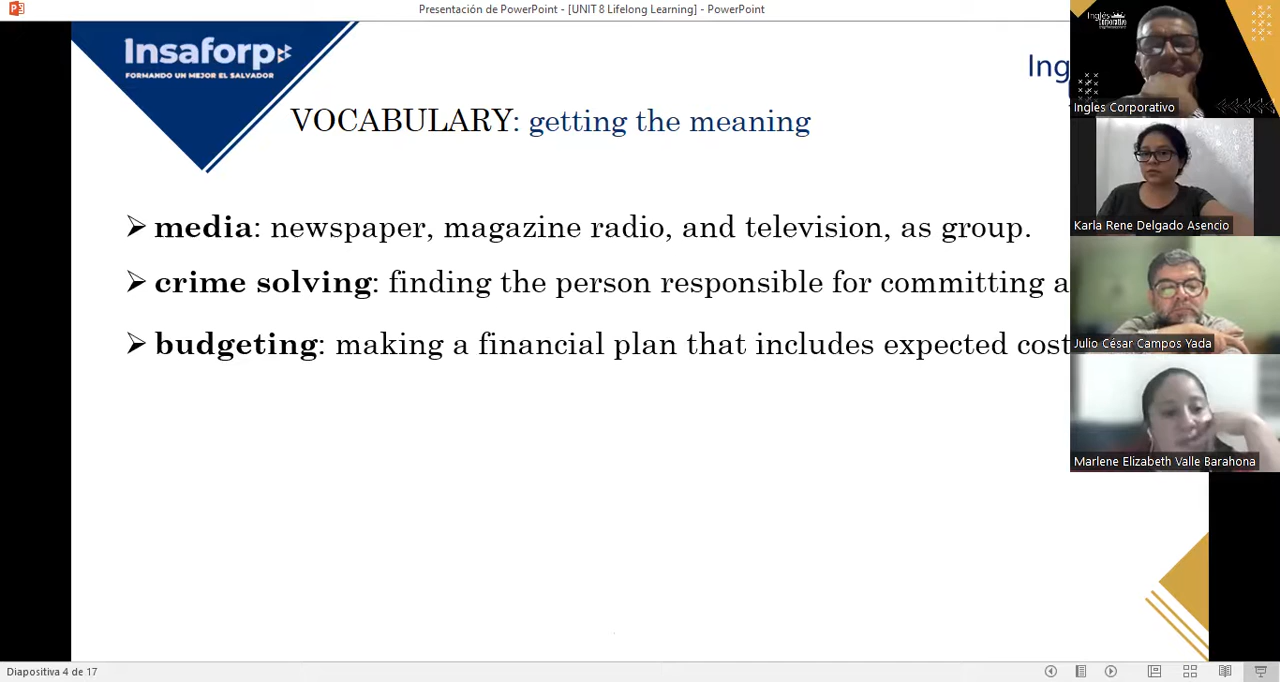 Presentación de PowerPoint - [UNIT 8 Lifelong Learning] - PowerPoint
Insaforp
FORMANDO UN MEJOR EL SALVADOR
Ing
VOCABULARY: getting the meaning
media: newspaper, magazine radio, and television, as group.
crime solving: finding the person responsible for committing a
budgeting: making a financial plan that includes expected cost
Inglés
Corporativo
Ingles Corporativo
Karla Rene Delgado Asencio
Julio César Campos Yada
Marlene Elizabeth Valle Barahona
Diapositiva 4 de 17